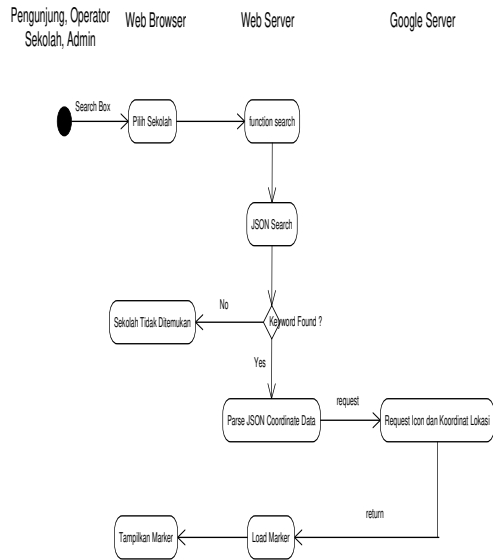 Pengunjung, Operator
Sekolah, Admin
Web Browser
Web Server
Google Server
Search Box
Pilih Sekolah
function search
JSON Search
No
Sekolah Tidak Ditemukan
Keyword Found ?
Yes
Parse JSON Coordinate Data
request
Request Icon dan Koordinat Lokasi
return
Tampilkan Marker
Load Marker